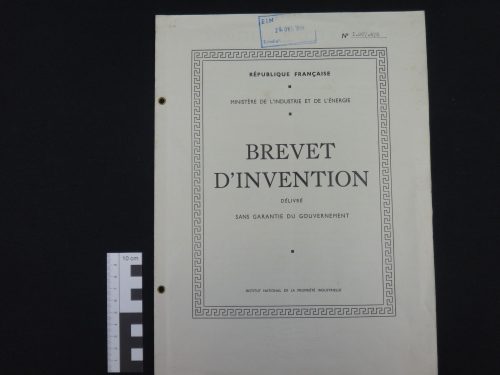 Nº
RÉPUBLIQUE FRANÇAISE
MINISTÈRE DE L'INDUSTRIE ET DE L'ÉNERGIE
BREVET
D'INVENTION
DÉLIVRÉ
SANS GARANTIE DU GOUVERNEMENT
INSTITUT NATIONAL DE LA PROPRIÉTÉ INDUSTRIELLE
10 cm